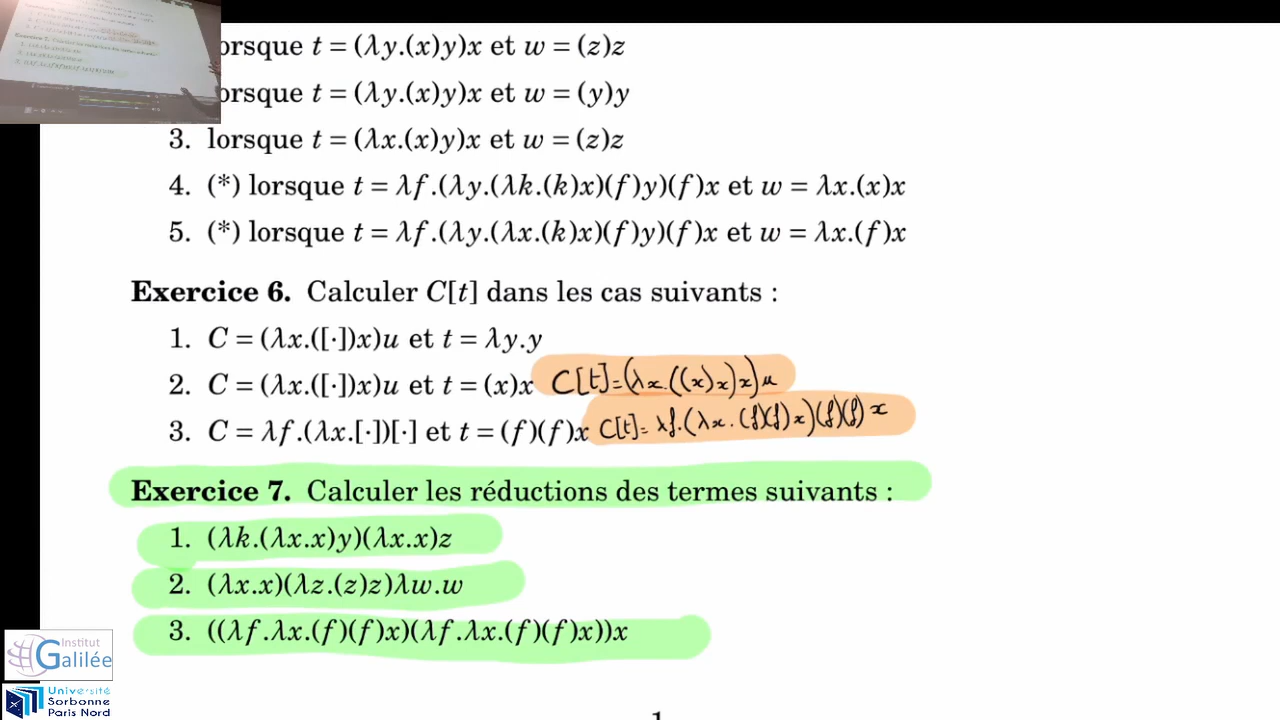 orsque t = (λy.(x)y)x et w = (z)z
orsque t = (λy.(x)y)x et w = (y)y
3. lorsque t = (λx.(x)y)x et w = (z)z
4. (*) lorsque t = λf.(λy.(λk.(k)x)(f)y)(f)x et w = λx.(x)x
5. (*) lorsque t = λf.(λy.(λx.(k)x)(f)y)(f)x et w = λx.(f)x
Exercice 6. Calculer C[t] dans les cas suivants :
1. C = (λx.([·])x)u et t = λy.y
2. C = (λx.([·])x)u et t = (x)x C[t]=(λx.((x)x)x)u
3. C = λf.(λx.[·])[·] et t = (f)(f)x C[t]= λf.(λx.(f)(f)x)(f)(f)x
Exercice 7. Calculer les réductions des termes suivants :
1. (λk.(λx.x)y)(λx.x)z
2. (λx.x)(λz.(z)z)λw.w
3. ((λf.λx.(f)(f)x)(λf.λx.(f)(f)x))x
Institut
Galilée
Université
Sorbonne
Paris Nord